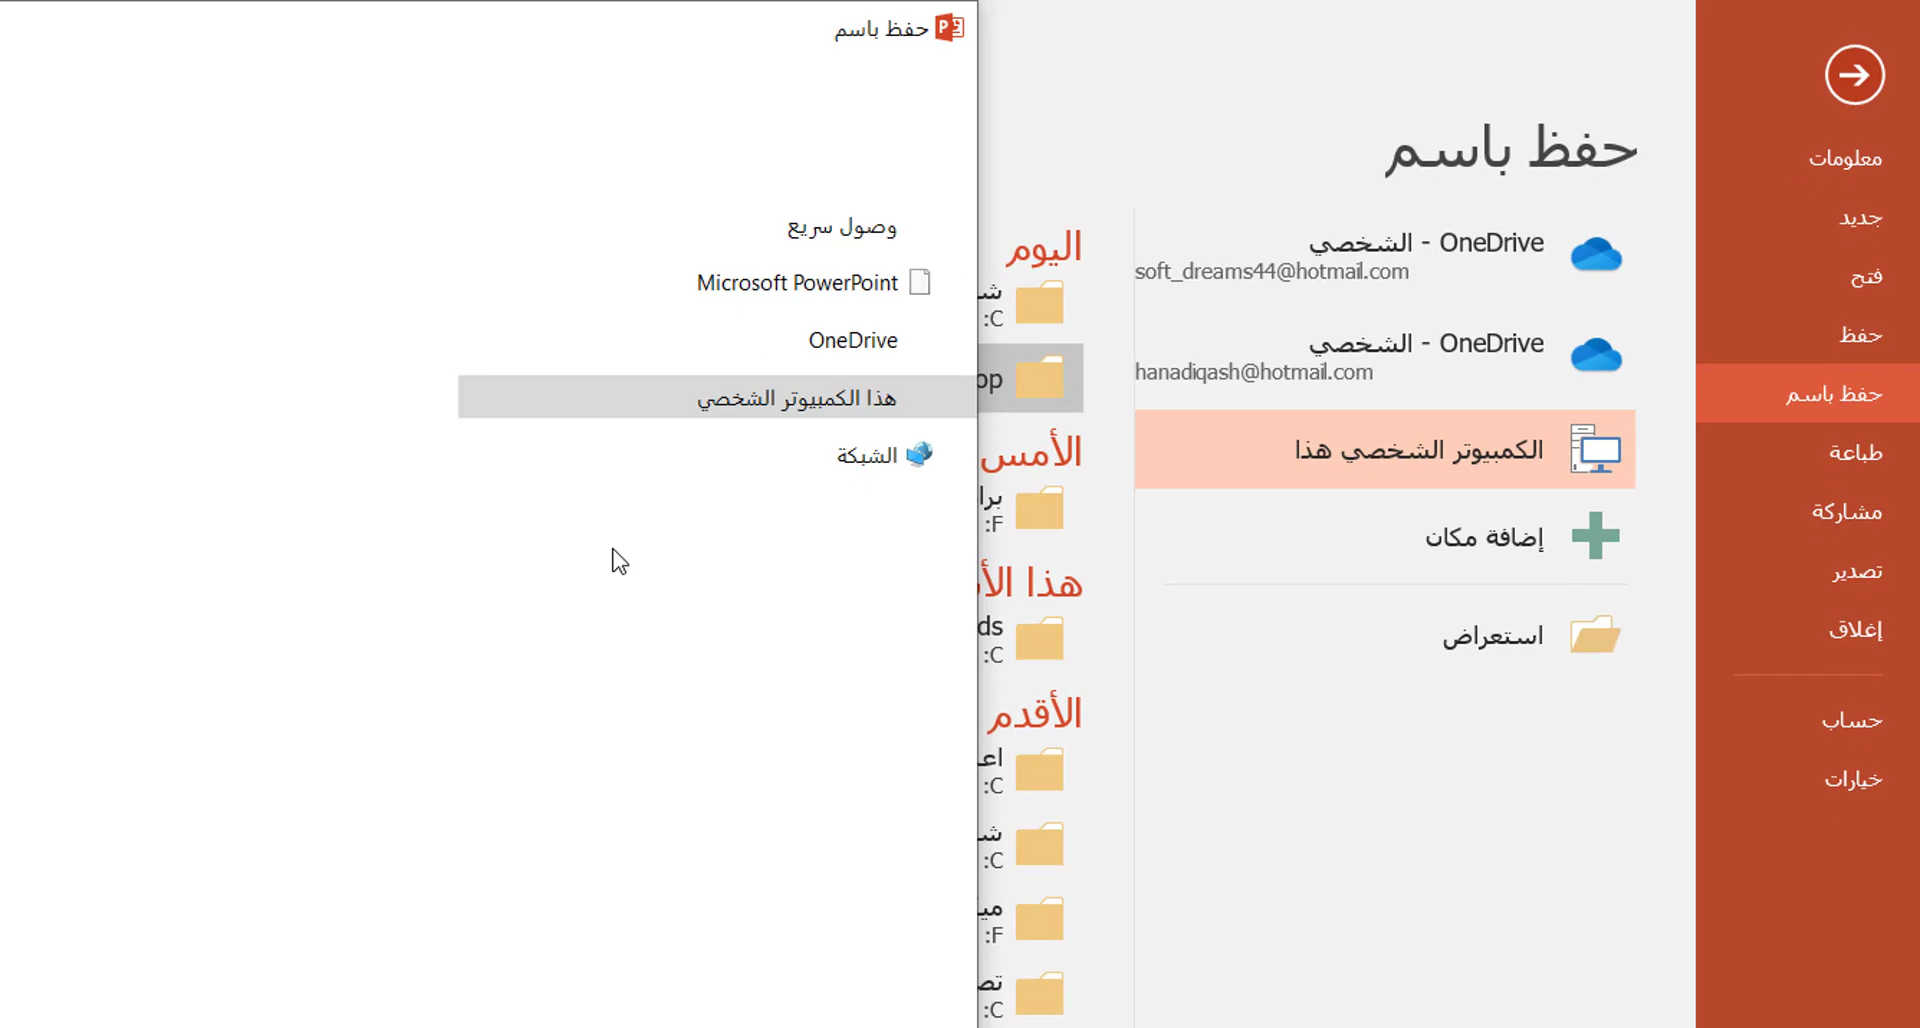 معلومات
جديد
فتح
حفظ
حفظ باسم
طباعة
مشاركة
تصدير
إغلاق
حساب
خيارات
حفظ باسم
OneDrive - الشخصي
soft_dreams44@hotmail.com
OneDrive - الشخصي
hanadiqash@hotmail.com
الكمبيوتر الشخصي هذا
إضافة مكان
استعراض
اليوم
C:
الأمس
F:
هذا
C:
الأقدم
C:
C:
F:
C:
حفظ باسم
وصول سريع
Microsoft PowerPoint
OneDrive
هذا الكمبيوتر الشخصي
الشبكة